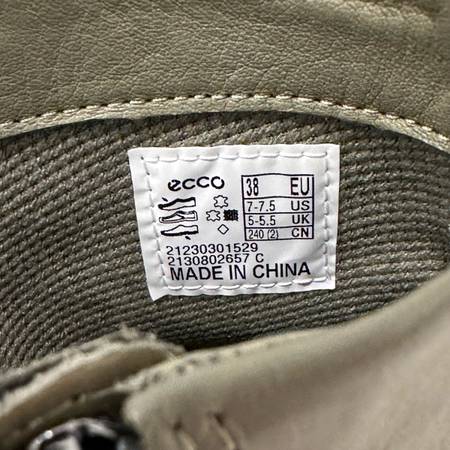 ecco
38 EU
7-7.5 US
5-5.5 UK
240 (2) CN
21230301529
2130802657 C
MADE IN CHINA